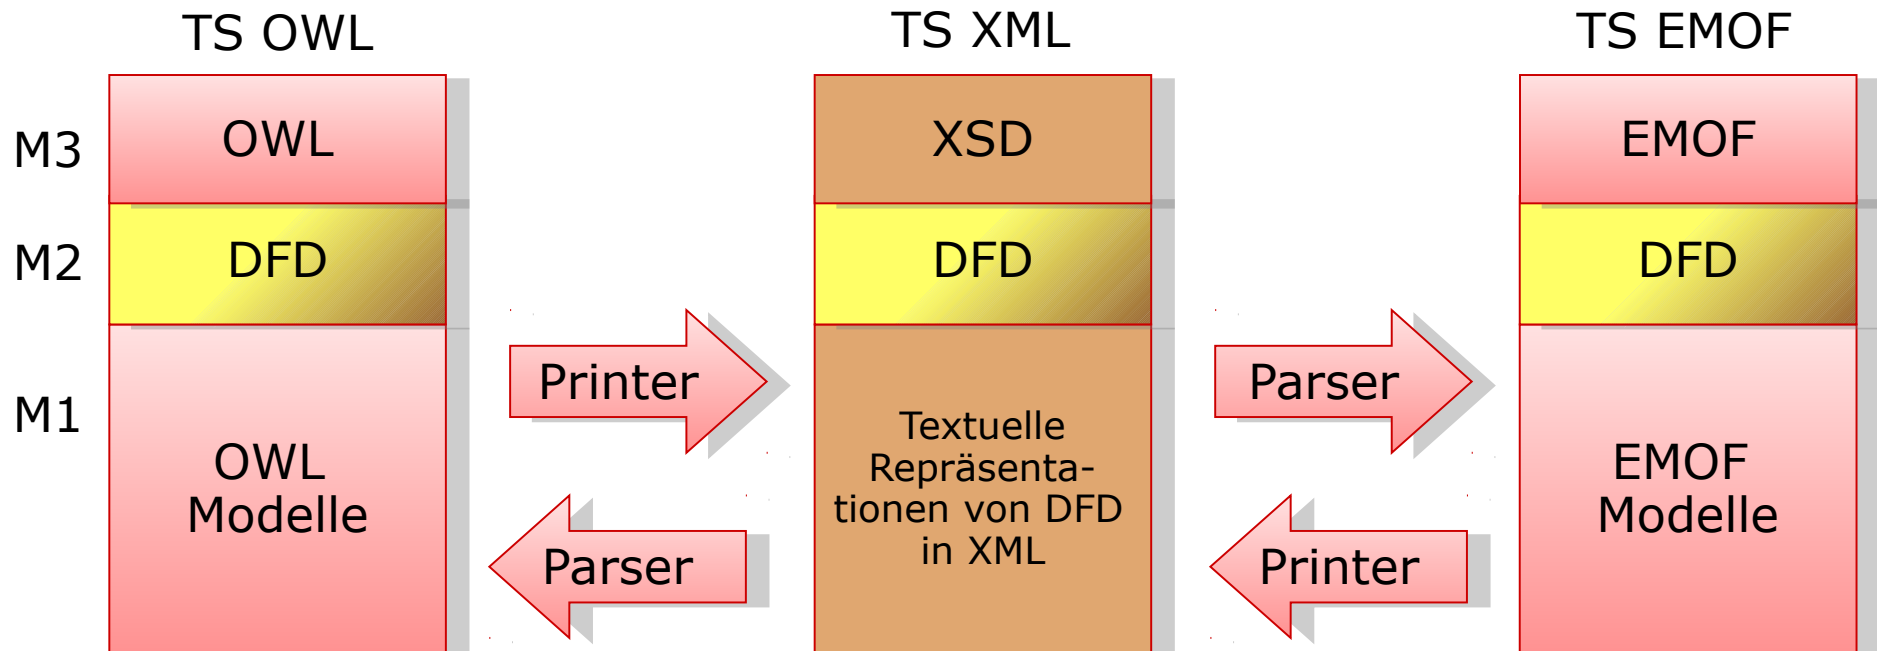 TS OWL
TS XML
TS EMOF
M3
OWL
XSD
EMOF
M2
DFD
DFD
DFD
M1
Printer
Parser
OWL
Modelle
Textuelle
Repräsenta-
tionen von DFD
in XML
EMOF
Modelle
Parser
Printer